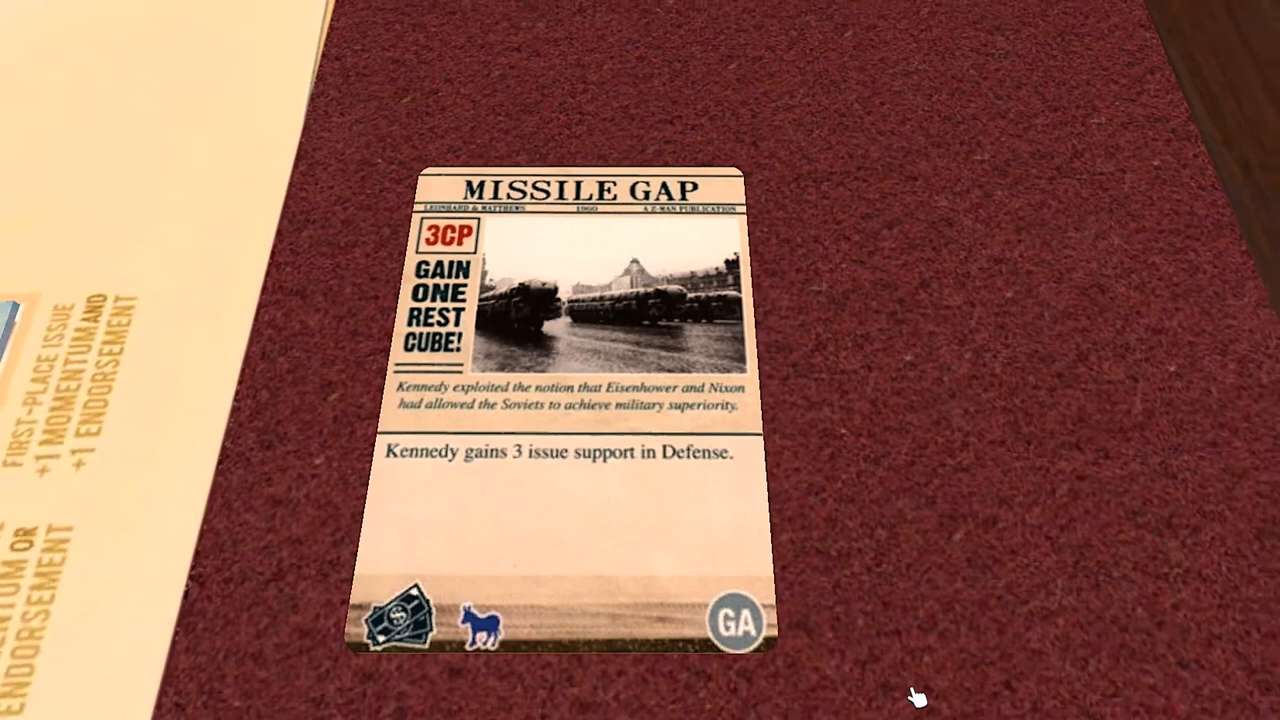 MISSILE GAP
LEONHARD & MATTHEWS 1960 A Z-MAN PUBLICATION
3CP
GAIN
ONE
REST
CUBE!
Kennedy exploited the notion that Eisenhower and Nixon
had allowed the Soviets to achieve military superiority.
Kennedy gains 3 issue support in Defense.
$
GA
FIRST-PLACE ISSUE
+1 MOMENTUM AND
+1 ENDORSEMENT
OR
ENDORSEMENT